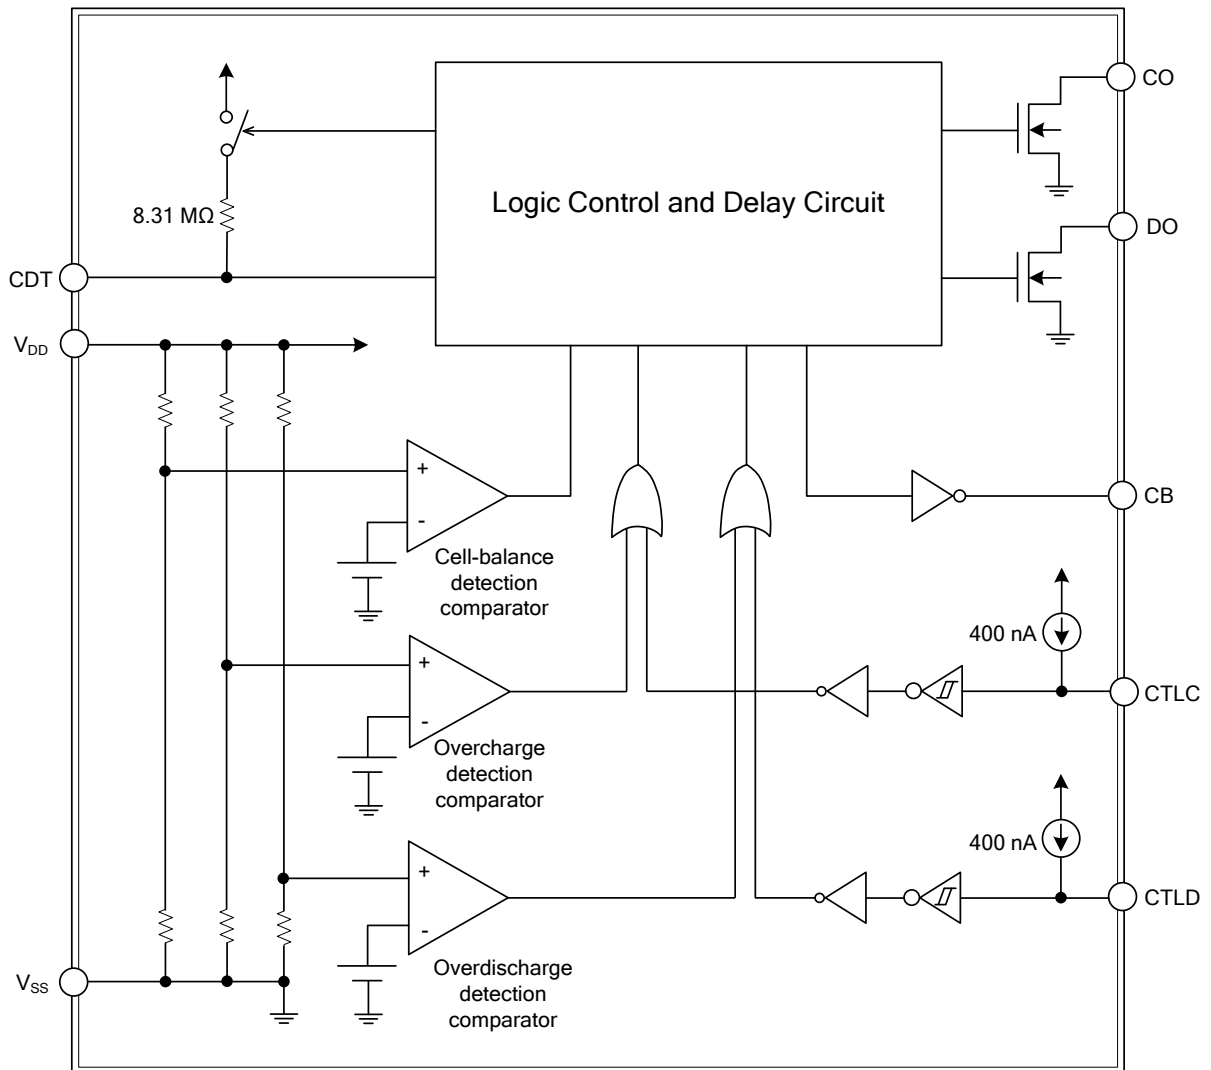 CO
Logic Control and Delay Circuit
8.31 MΩ
DO
CDT
VDD
+
-
CB
Cell-balance
detection
comparator
400 nA
+
-
CTLC
Overcharge
detection
comparator
400 nA
+
-
CTLD
Overdischarge
detection
comparator
VSS